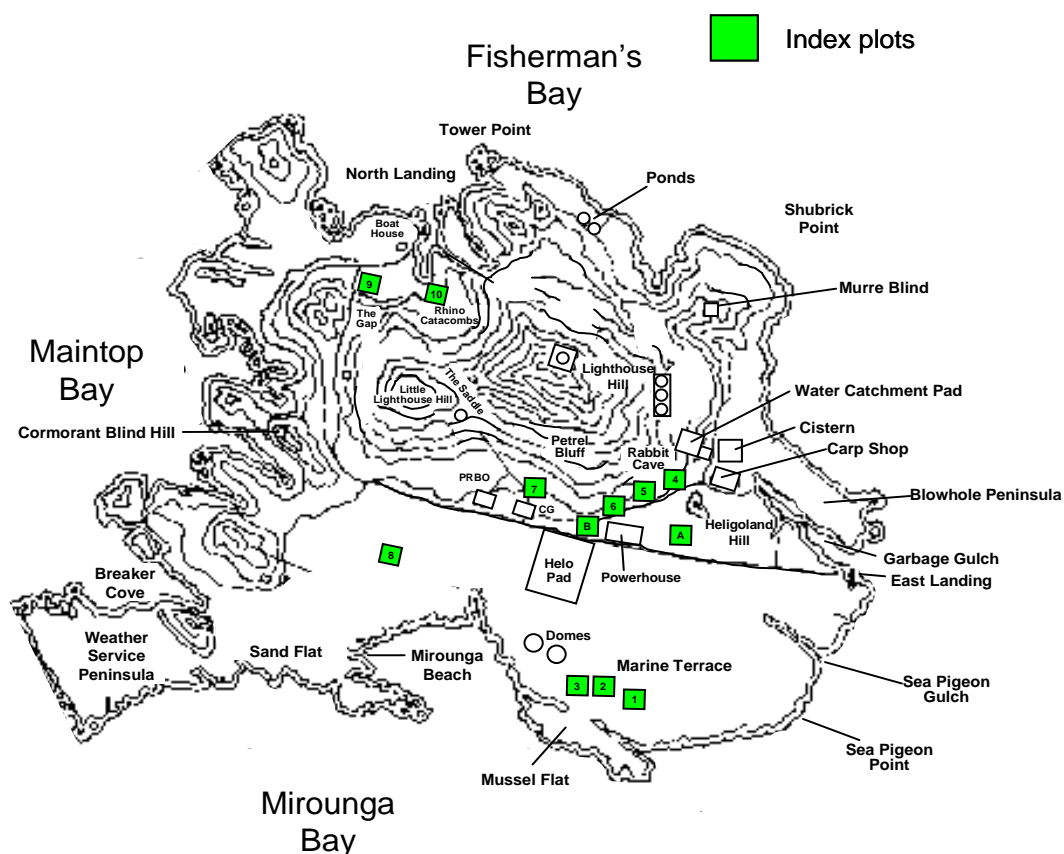 Index plots
Fisherman's
Bay
Tower Point
North Landing
Ponds
Boat
House
Shubrick
Point
Murre Blind
9
10
The
Gap
Rhino
Catacombs
Maintop
Bay
Lighthouse
Hill
Little
Lighthouse Hill
The Saddle
Water Catchment Pad
Cormorant Blind Hill
Cistern
Petrel
Bluff
Rabbit
Cave
Carp Shop
PRBO
7
4
5
6
CG
Blowhole Peninsula
B
A
Heligoland
Hill
8
Garbage Gulch
Helo
Pad
Powerhouse
East Landing
Breaker
Cove
Weather
Service
Peninsula
Sand Flat
Mirounga
Beach
Domes
Marine Terrace
3
2
1
Sea Pigeon
Gulch
Sea Pigeon
Point
Mussel Flat
Mirounga
Bay